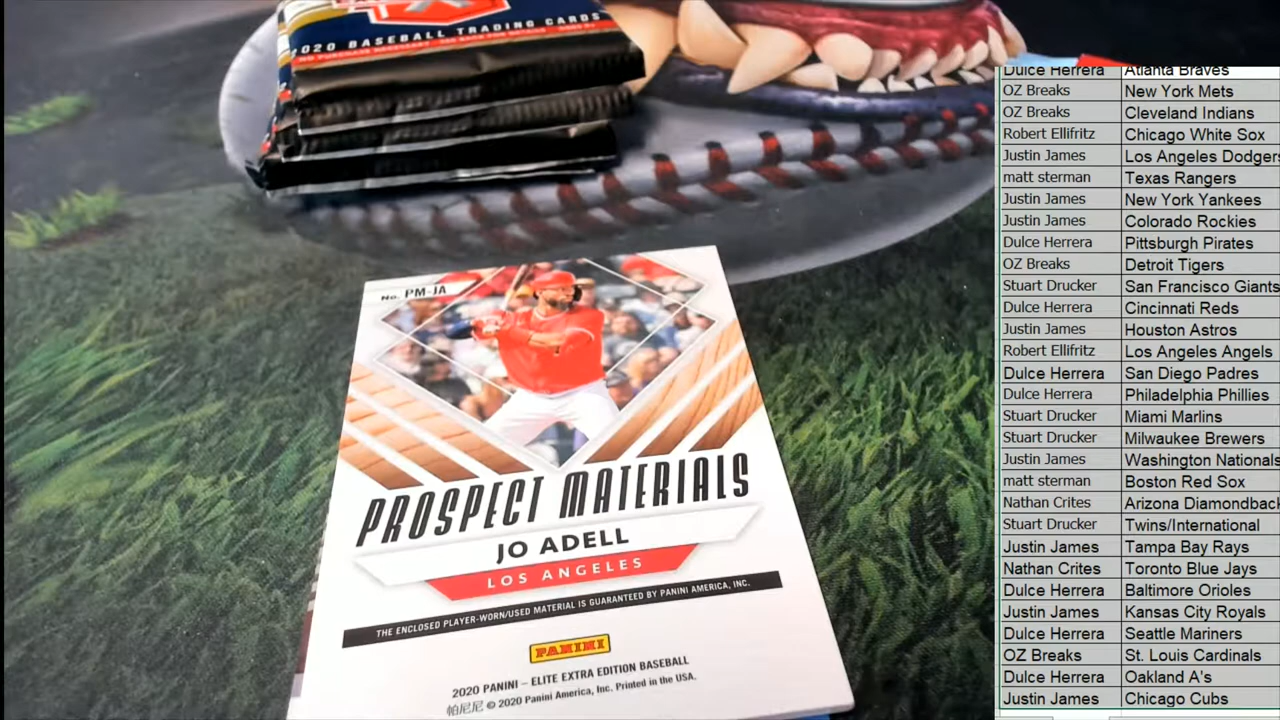 2020 BASEBALL TRADING CARDS
No. PM-JA
PROSPECT MATERIALS
JO ADELL
LOS ANGELES
THE ENCLOSED PLAYER-WORN/USED MATERIAL IS GUARANTEED BY PANINI AMERICA, INC.
PANINI
2020 PANINI – ELITE EXTRA EDITION BASEBALL
帕尼尼 © 2020 Panini America, Inc. Printed in the USA.
Dulce Herrera Atlanta Braves
OZ Breaks New York Mets
OZ Breaks Cleveland Indians
Robert Ellifritz Chicago White Sox
Justin James Los Angeles Dodgers
matt sterman Texas Rangers
Justin James New York Yankees
Justin James Colorado Rockies
Dulce Herrera Pittsburgh Pirates
OZ Breaks Detroit Tigers
Stuart Drucker San Francisco Giants
Dulce Herrera Cincinnati Reds
Justin James Houston Astros
Robert Ellifritz Los Angeles Angels
Dulce Herrera San Diego Padres
Dulce Herrera Philadelphia Phillies
Stuart Drucker Miami Marlins
Stuart Drucker Milwaukee Brewers
Justin James Washington Nationals
matt sterman Boston Red Sox
Nathan Crites Arizona Diamondbac
Stuart Drucker Twins/International
Justin James Tampa Bay Rays
Nathan Crites Toronto Blue Jays
Dulce Herrera Baltimore Orioles
Justin James Kansas City Royals
Dulce Herrera Seattle Mariners
OZ Breaks St. Louis Cardinals
Dulce Herrera Oakland A's
Justin James Chicago Cubs